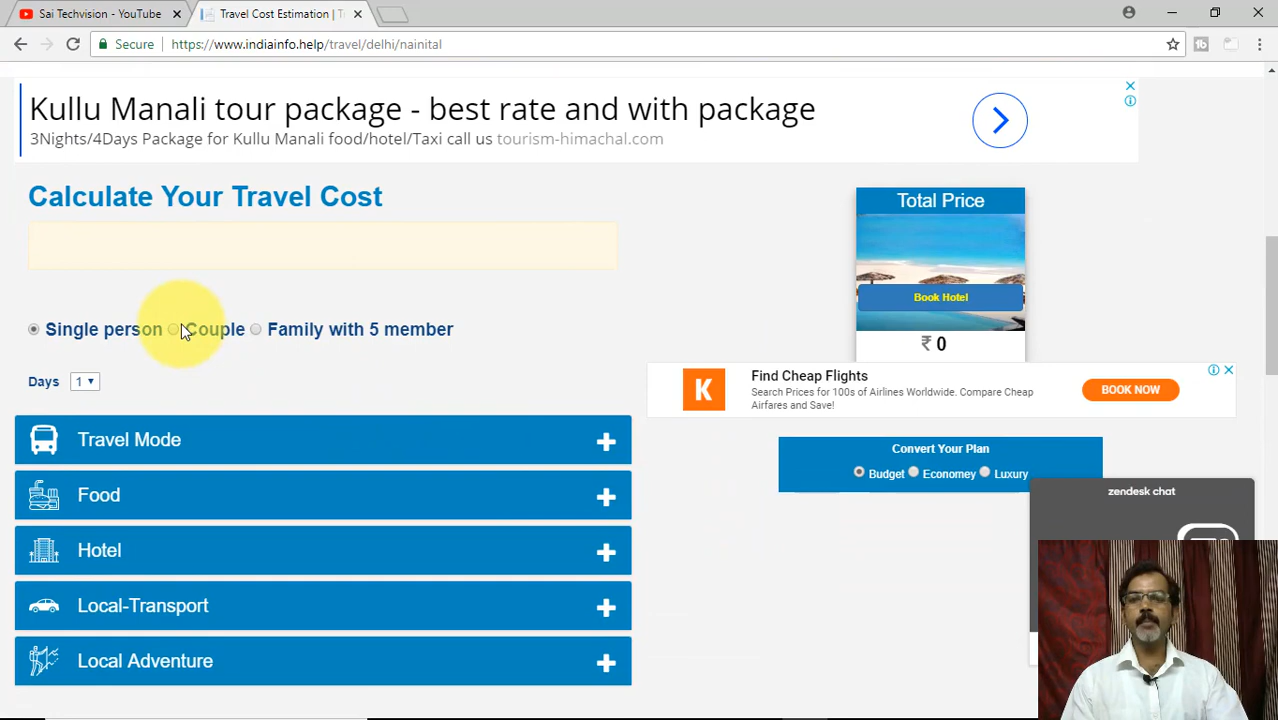 Sai Techvision - YouTube
Travel Cost Estimation | T
Secure
https://www.indiainfo.help/travel/delhi/nainital
Kullu Manali tour package - best rate and with package
3Nights/4Days Package for Kullu Manali food/hotel/Taxi call us tourism-himachal.com
Calculate Your Travel Cost
Total Price
Book Hotel
₹ 0
Single person Couple Family with 5 member
Days 1
Find Cheap Flights
Search Prices for 100s of Airlines Worldwide. Compare Cheap
Airfares and Save!
K
BOOK NOW
Travel Mode
Food
Hotel
Local-Transport
Local Adventure
Convert Your Plan
Budget Economey Luxury
zendesk chat